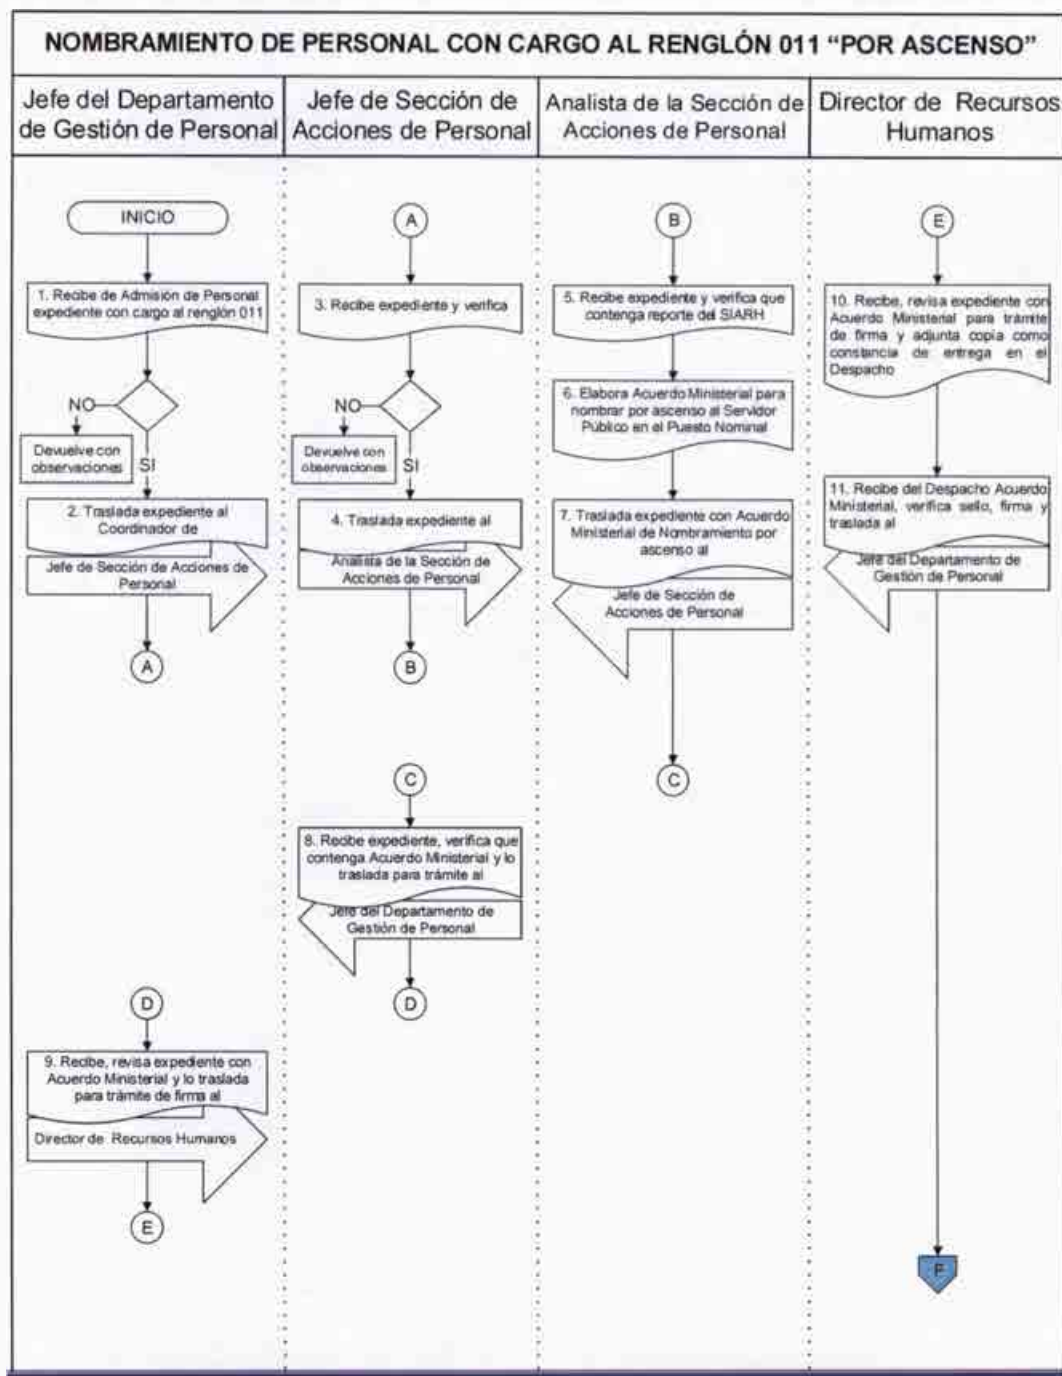 NOMBRAMIENTO DE PERSONAL CON CARGO AL RENGLÓN 011 “POR ASCENSO”
Jefe del Departamento
de Gestión de Personal
Jefe de Sección de
Acciones de Personal
Analista de la Sección de
Acciones de Personal
Director de Recursos
Humanos
INICIO
1. Recibe de Admisión de Personal
expediente con cargo al renglón 011
NO
Devuelve con
observaciones
SI
2. Traslada expediente al
Coordinador de
Jefe de Sección de Acciones de
Personal
A
A
3. Recibe expediente y verifica
NO
Devuelve con
observaciones
SI
4. Traslada expediente al
Analista de la Sección de
Acciones de Personal
B
B
5. Recibe expediente y verifica que
contenga reporte del SIARH
6. Elabora Acuerdo Ministerial para
nombrar por ascenso al Servidor
Público en el Puesto Nominal
7. Traslada expediente con Acuerdo
Ministerial de Nombramiento por
ascenso al
Jefe de Sección de
Acciones de Personal
C
C
8. Recibe expediente, verifica que
contenga Acuerdo Ministerial y lo
traslada para trámite al
Jefe del Departamento de
Gestión de Personal
D
D
9. Recibe, revisa expediente con
Acuerdo Ministerial y lo traslada
para trámite de firma al
Director de Recursos Humanos
E
E
10. Recibe, revisa expediente con
Acuerdo Ministerial para trámite
de firma y adjunta copia como
constancia de entrega en el
Despacho
11. Recibe del Despacho Acuerdo
Ministerial, verifica sello, firma y
traslada al
Jefe del Departamento de
Gestión de Personal
F